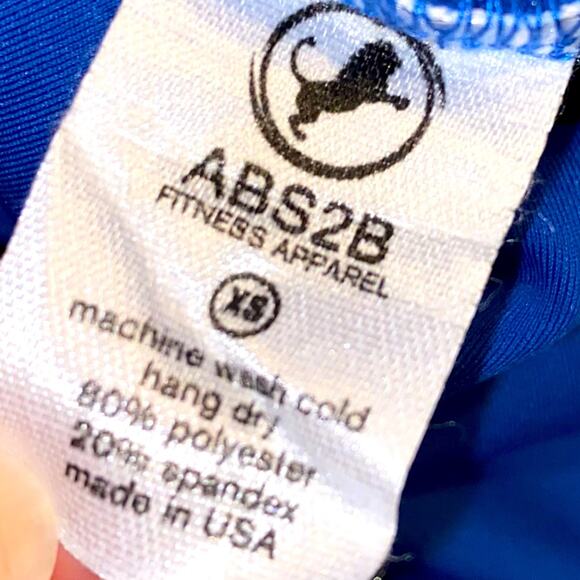 ABS2B
FITNESS APPAREL
XS
machine wash cold
hang dry
80% polyester
20% spandex
made in USA